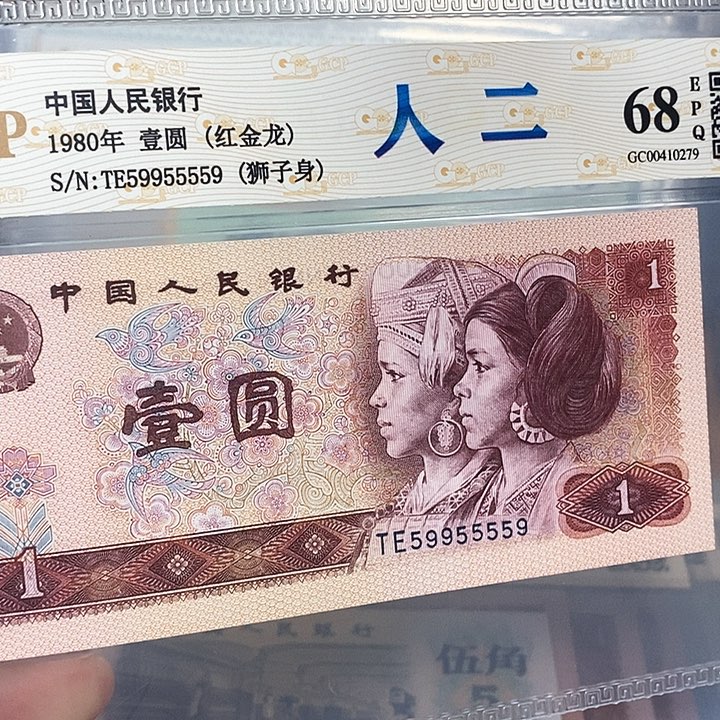 P
中国人民银行
1980年 壹圆 (红金龙)
S/N:TE59955559 (狮子身)
人二
68
EPQ
GC00410279
中国人民银行
1
壹圆
1
TE59955559
1
伍角
5